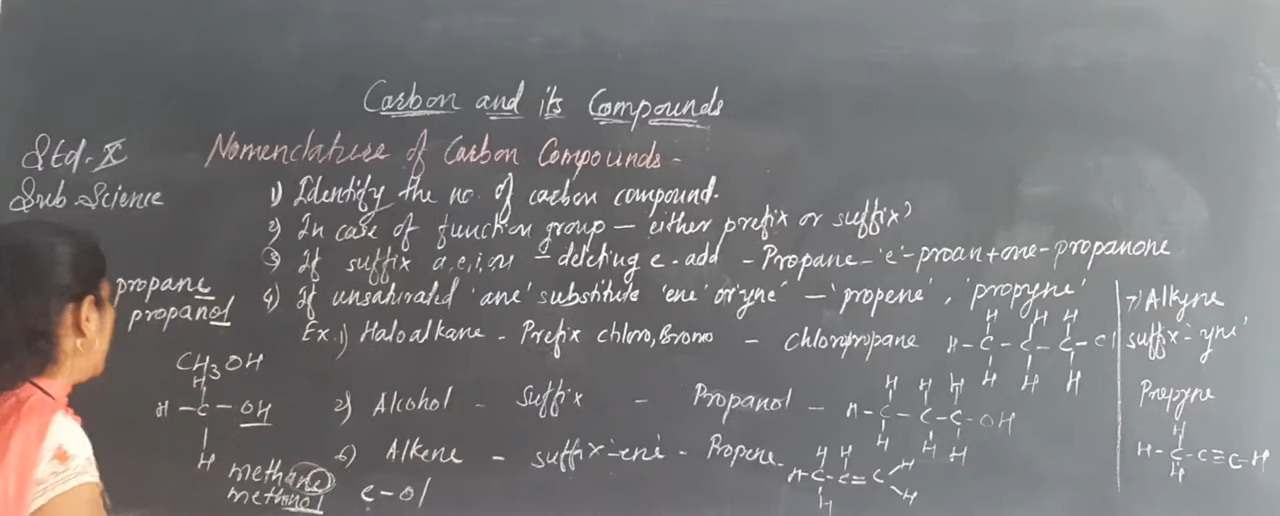 Carbon and its Compounds
Std-X
Sub Science
Nomenclature of Carbon Compounds -
1) Identify the no. of carbon compound.
2) In case of function group - either prefix or suffix
3) If suffix a,e,i,ou - deleting e-add - Propane-'e'-proan+one-propanone
4) If unsaturated 'ane' substitute 'ene' or 'yne' - 'propene', 'propyne'
Ex. 1) Haloalkane - Prefix chloro, Bromo - chloropropane
H H H
H-C-C-C-Cl
H H H
2) Alcohol - suffix - Propanol -
H H H
H-C-C-C-OH
H H H
6) Alkene - suffix-ene - Propene
H H
H-C-C=C H
H H
7) Alkyne
suffix-'yne'
Propyne
H
H-C-C≡C-H
H
propane
propanol
CH3OH
H
H-C-OH
H
methane
methanol
e-ol